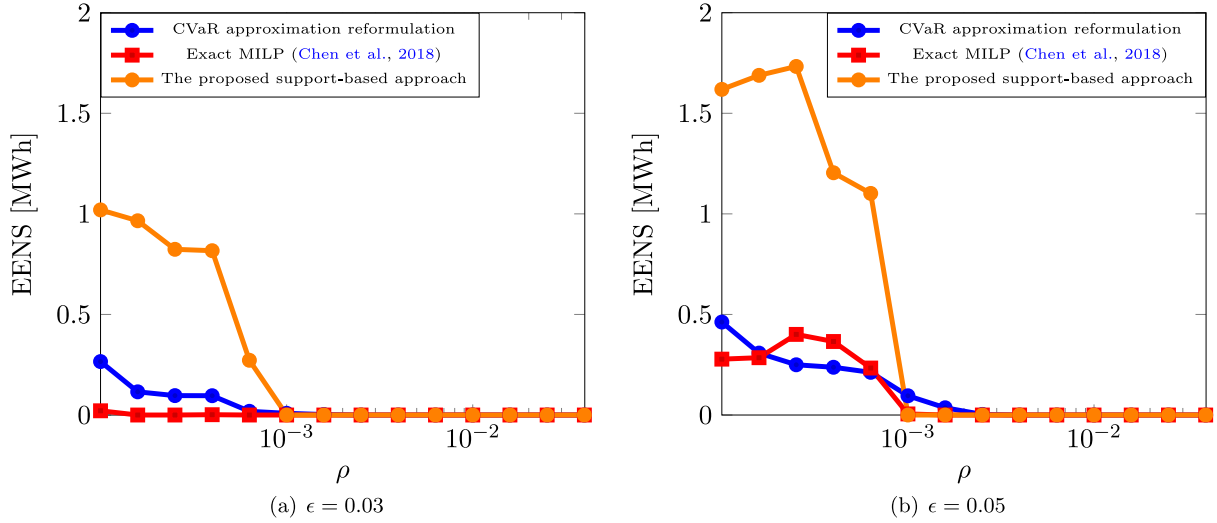 CVaR approximation reformulation
Exact MILP (Chen et al., 2018)
The proposed support-based approach
EENS [MWh]
2
1.5
1
0.5
0
10⁻³
10⁻²
ρ
(a) ϵ = 0.03
CVaR approximation reformulation
Exact MILP (Chen et al., 2018)
The proposed support-based approach
EENS [MWh]
2
1.5
1
0.5
0
10⁻³
10⁻²
ρ
(b) ϵ = 0.05